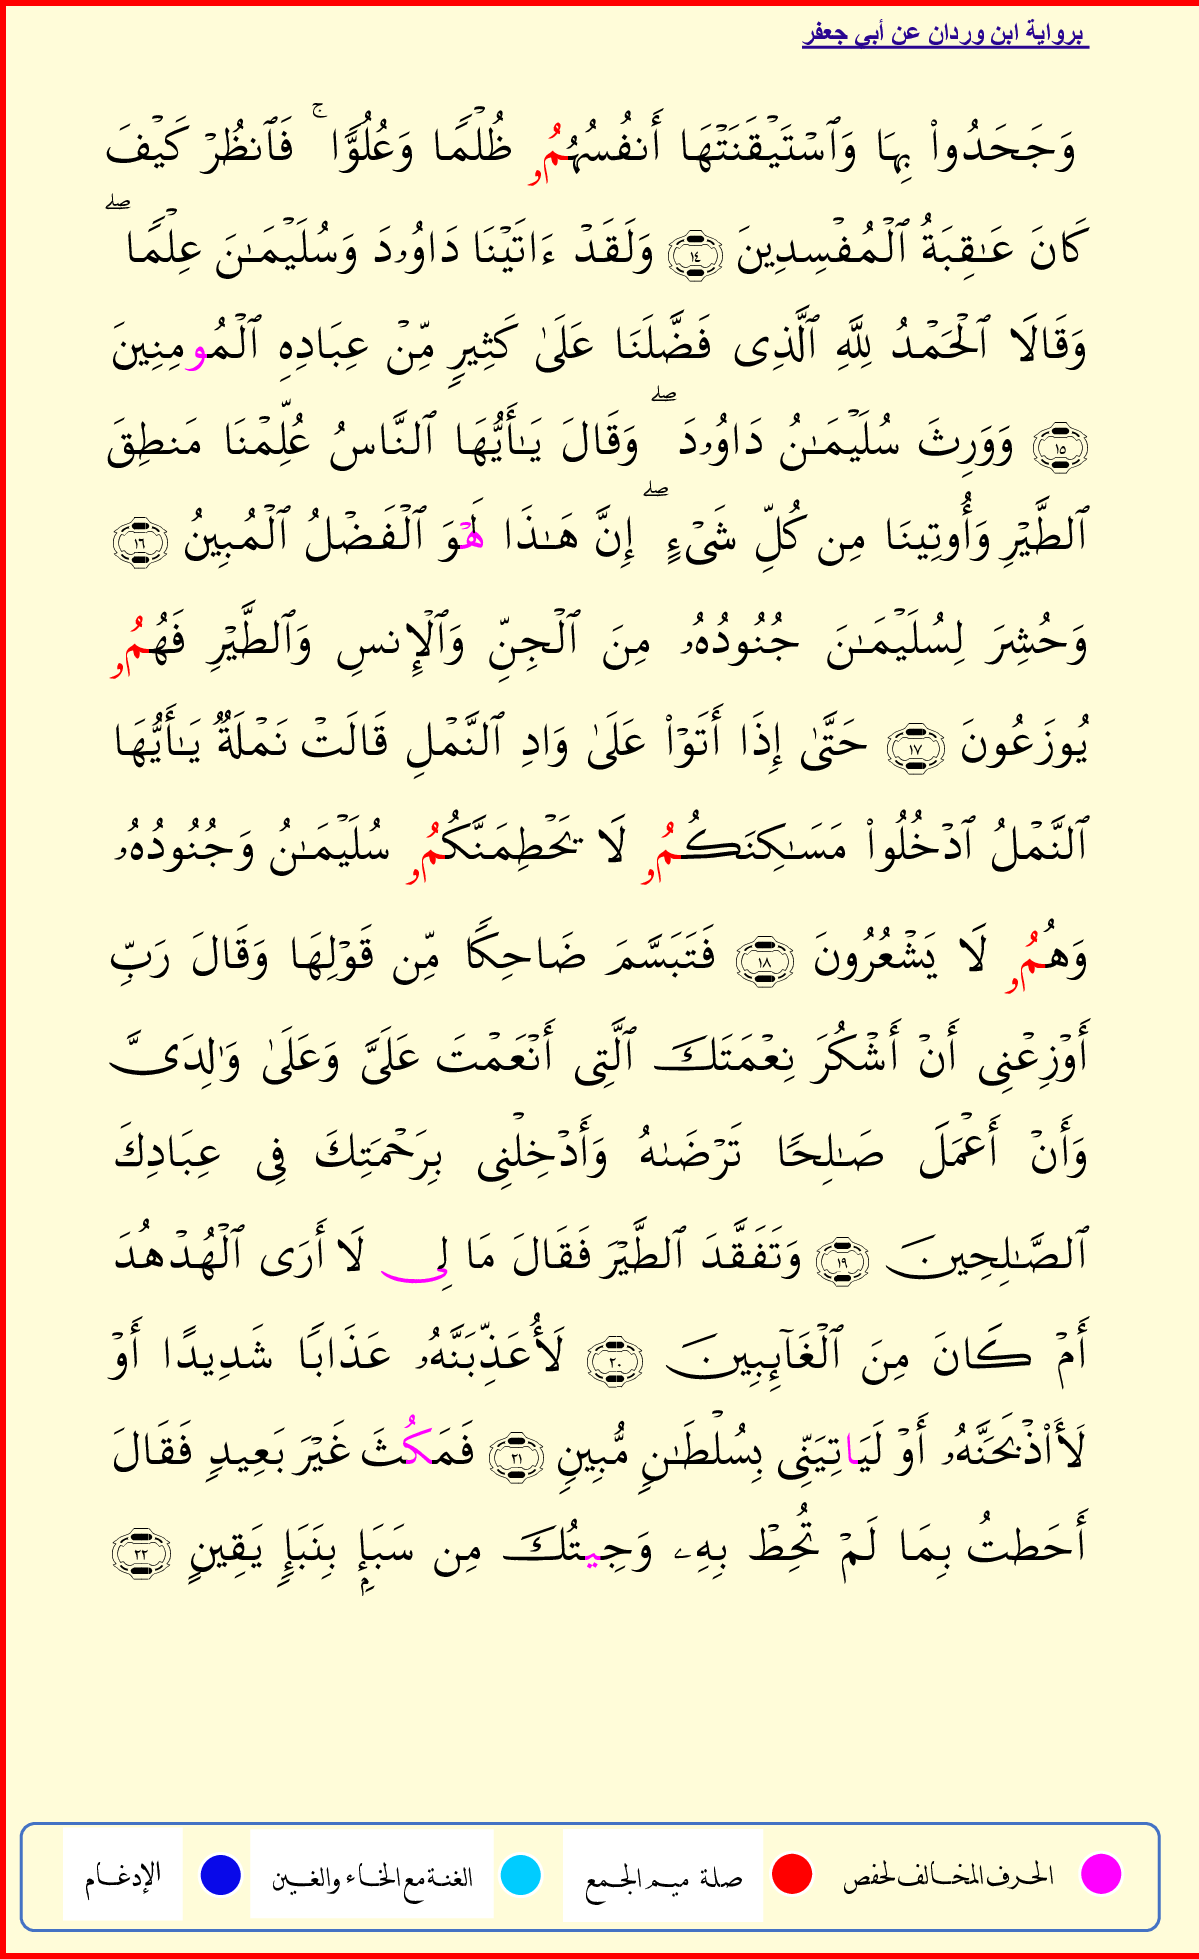 برواية ابن وردان عن أبي جعفر
وَجَحَدُوا۟ بِهَا وَٱسْتَيْقَنَتْهَا أَنفُسُهُمُۥ ظُلْمًا وَعُلُوًّا ۚ فَٱنظُرْ كَيْفَ
كَانَ عَـٰقِبَةُ ٱلْمُفْسِدِينَ ١٤ وَلَقَدْ ءَاتَيْنَا دَاوُۥدَ وَسُلَيْمَـٰنَ عِلْمًا ۖ
وَقَالَا ٱلْحَمْدُ لِلَّهِ ٱلَّذِى فَضَّلَنَا عَلَىٰ كَثِيرٍ مِّنْ عِبَادِهِ ٱلْمُومِنِينَ
١٥ وَوَرِثَ سُلَيْمَـٰنُ دَاوُۥدَ ۖ وَقَالَ يَـٰأَيُّهَا ٱلنَّاسُ عُلِّمْنَا مَنطِقَ
ٱلطَّيْرِ وَأُوتِينَا مِن كُلِّ شَىْءٍ ۖ إِنَّ هَـٰذَا لَهْوَ ٱلْفَضْلُ ٱلْمُبِينُ ١٦
وَحُشِرَ لِسُلَيْمَـٰنَ جُنُودُهُۥ مِنَ ٱلْجِنِّ وَٱلْإِنسِ وَٱلطَّيْرِ فَهُمُۥ
يُوزَعُونَ ١٧ حَتَّىٰ إِذَا أَتَوْا۟ عَلَىٰ وَادِ ٱلنَّمْلِ قَالَتْ نَمْلَةٌ يَـٰأَيُّهَا
ٱلنَّمْلُ ٱدْخُلُوا۟ مَسَـٰكِنَكُمُۥ لَا يَحْطِمَنَّكُمُۥ سُلَيْمَـٰنُ وَجُنُودُهُۥ
وَهُمُۥ لَا يَشْعُرُونَ ١٨ فَتَبَسَّمَ ضَاحِكًا مِّن قَوْلِهَا وَقَالَ رَبِّ
أَوْزِعْنِى أَنْ أَشْكُرَ نِعْمَتَكَ ٱلَّتِى أَنْعَمْتَ عَلَىَّ وَعَلَىٰ وَٰلِدَىَّ
وَأَنْ أَعْمَلَ صَـٰلِحًا تَرْضَىٰهُ وَأَدْخِلْنِى بِرَحْمَتِكَ فِى عِبَادِكَ
ٱلصَّـٰلِحِينَ ١٩ وَتَفَقَّدَ ٱلطَّيْرَ فَقَالَ مَا لِى لَا أَرَى ٱلْهُدْهُدَ
أَمْ كَانَ مِنَ ٱلْغَآئِبِينَ ٢٠ لَأُعَذِّبَنَّهُۥ عَذَابًا شَدِيدًا أَوْ
لَأَا۟ذْبَحَنَّهُۥ أَوْ لَيَاتِيَنِّى بِسُلْطَـٰنٍ مُّبِينٍ ٢١ فَمَكُثَ غَيْرَ بَعِيدٍ فَقَالَ
أَحَطتُ بِمَا لَمْ تُحِطْ بِهِۦ وَجِيتُكَ مِن سَبَإٍۭ بِنَبَإٍ يَقِينٍ ٢٢
الحرف المخالف لحفص صلة ميم الجمع الغنة مع الخاء والغين الإدغام